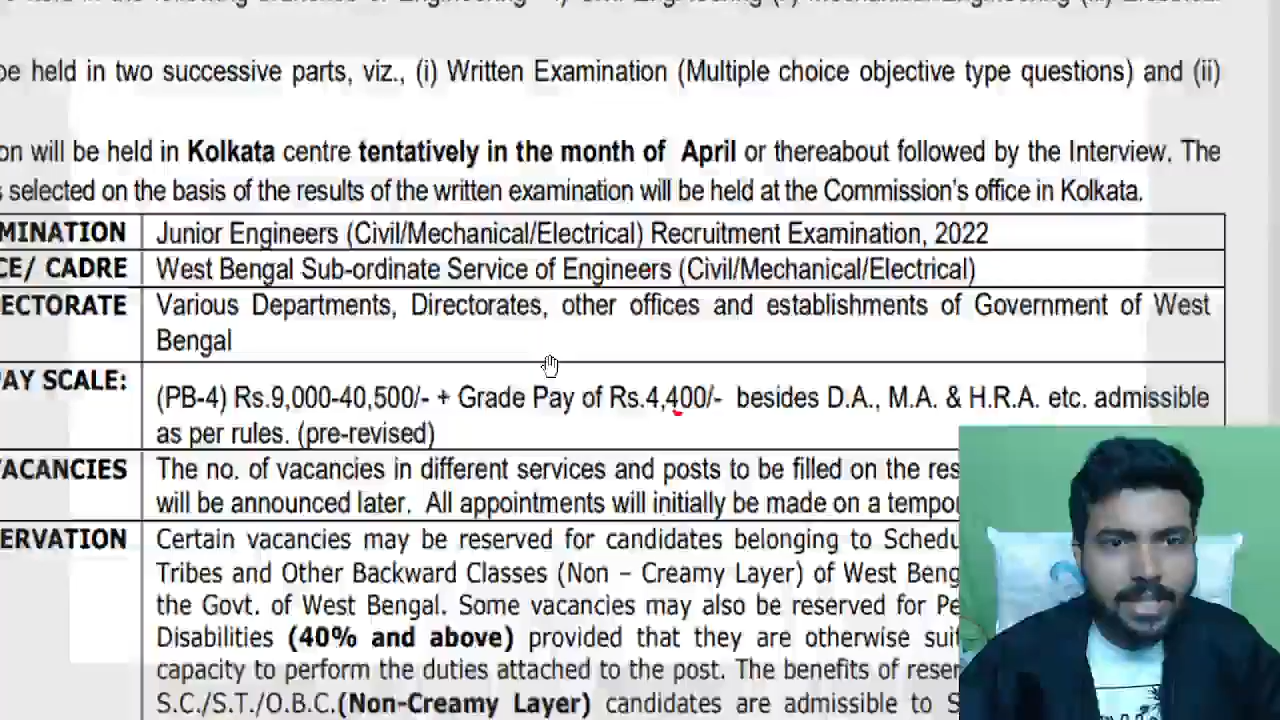 be held in two successive parts, viz., (i) Written Examination (Multiple choice objective type questions) and (ii)
on will be held in Kolkata centre tentatively in the month of April or thereabout followed by the Interview. The
s selected on the basis of the results of the written examination will be held at the Commission's office in Kolkata.
MINATION Junior Engineers (Civil/Mechanical/Electrical) Recruitment Examination, 2022
CE/ CADRE West Bengal Sub-ordinate Service of Engineers (Civil/Mechanical/Electrical)
ECTORATE Various Departments, Directorates, other offices and establishments of Government of West
Bengal
AY SCALE: (PB-4) Rs.9,000-40,500/- + Grade Pay of Rs.4,400/- besides D.A., M.A. & H.R.A. etc. admissible
as per rules. (pre-revised)
VACANCIES The no. of vacancies in different services and posts to be filled on the res
will be announced later. All appointments will initially be made on a tempo
ERVATION Certain vacancies may be reserved for candidates belonging to Schedu
Tribes and Other Backward Classes (Non – Creamy Layer) of West Beng
the Govt. of West Bengal. Some vacancies may also be reserved for Pe
Disabilities (40% and above) provided that they are otherwise suit
capacity to perform the duties attached to the post. The benefits of reser
S.C./S.T./O.B.C.(Non-Creamy Layer) candidates are admissible to S